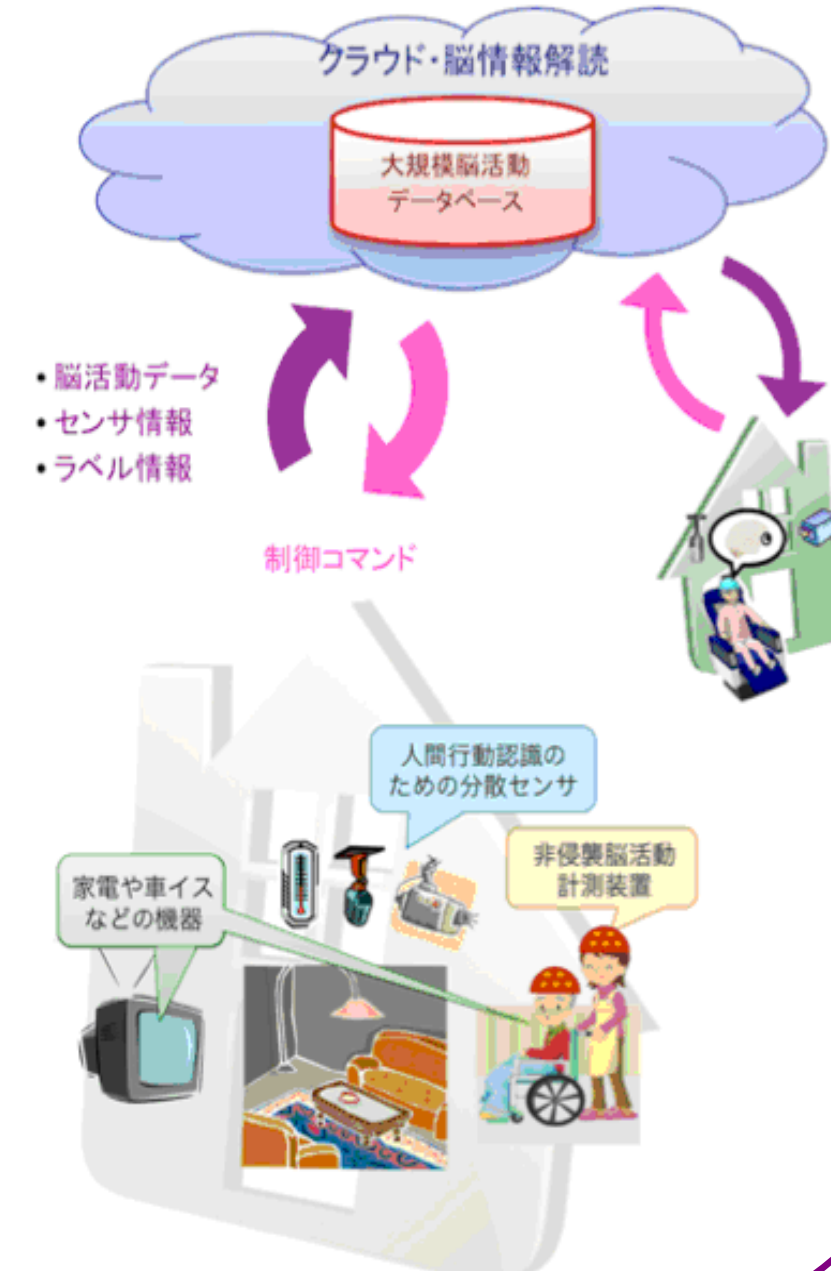 クラウド・脳情報解読
大規模脳活動
データベース
• 脳活動データ
• センサ情報
• ラベル情報
制御コマンド
人間行動認識の
ための分散センサ
非侵襲脳活動
計測装置
家電や車イス
などの機器